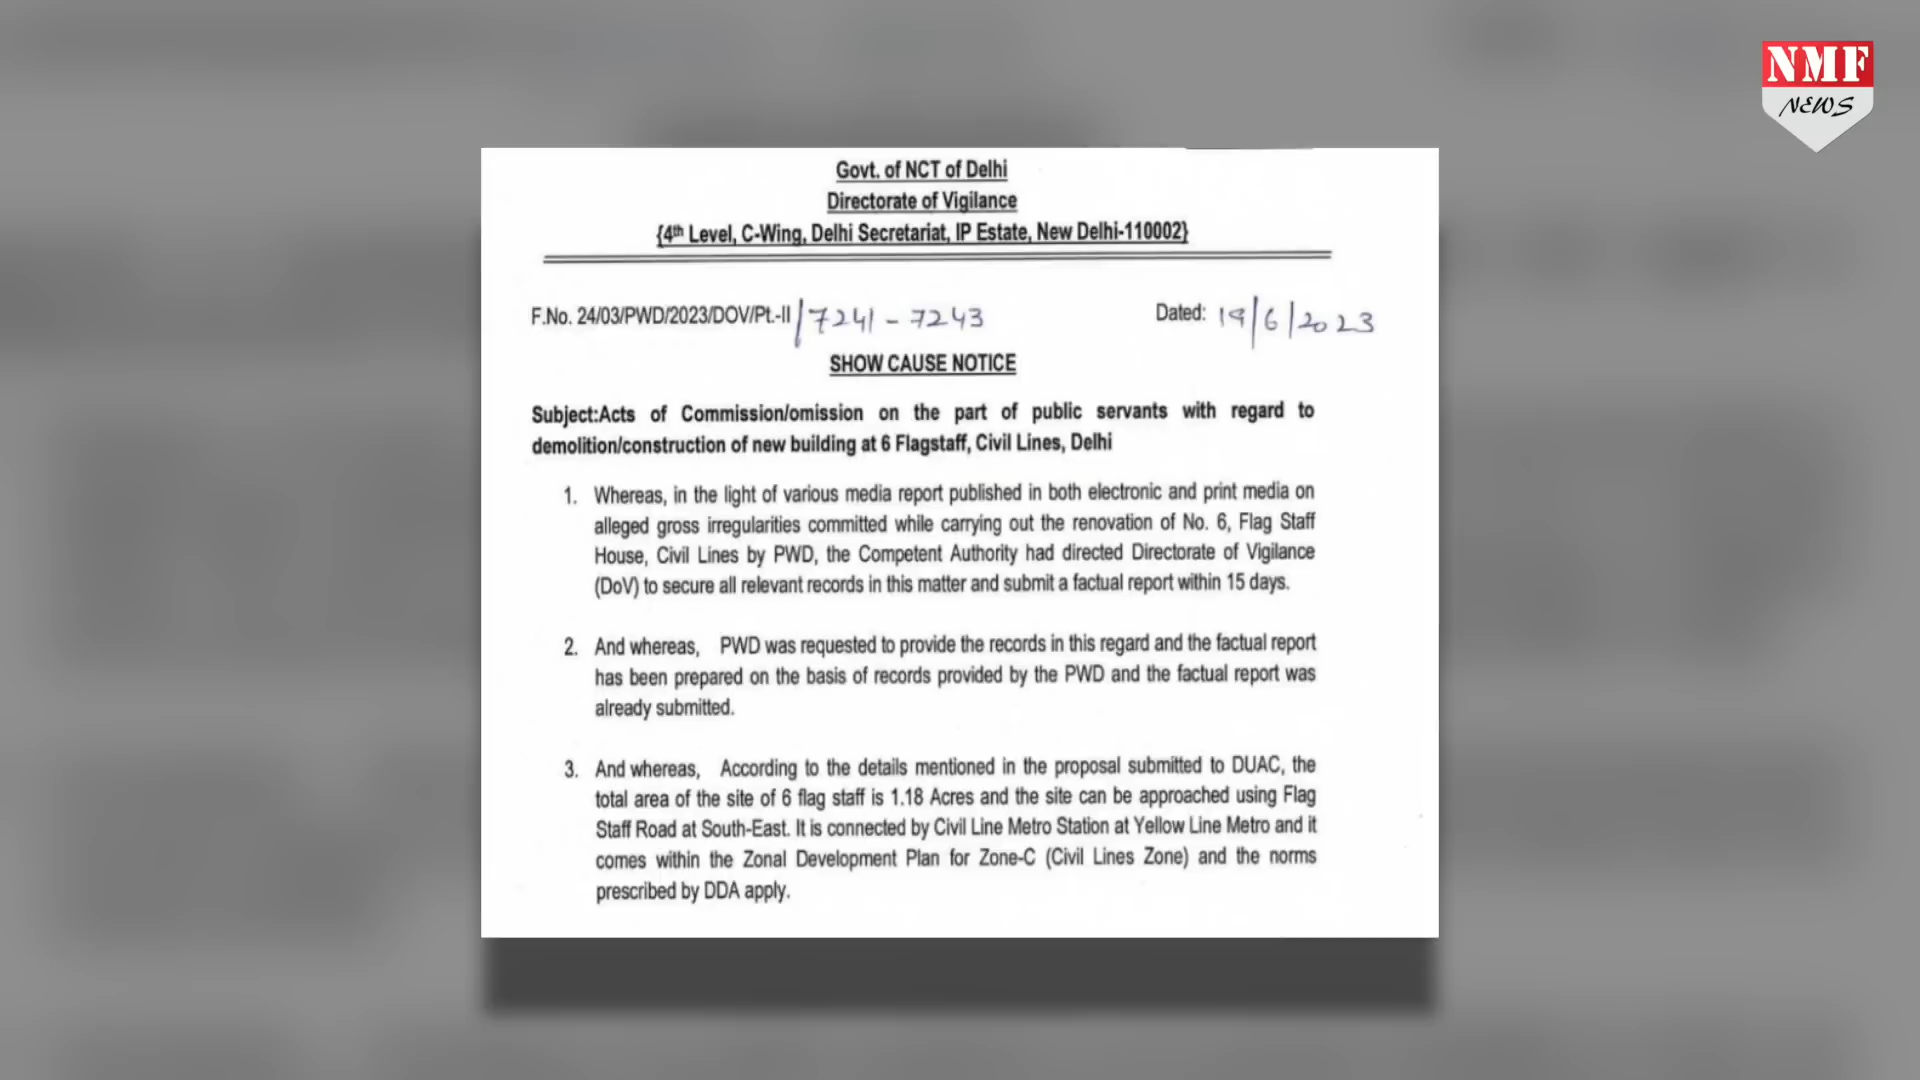 NMF
NEWS
Govt. of NCT of Delhi
Directorate of Vigilance
{4th Level, C-Wing, Delhi Secretariat, IP Estate, New Delhi-110002}
F.No. 24/03/PWD/2023/DOV/Pt.-II/7241-7243 Dated: 19/6/2023
SHOW CAUSE NOTICE
Subject:Acts of Commission/omission on the part of public servants with regard to
demolition/construction of new building at 6 Flagstaff, Civil Lines, Delhi
1. Whereas, in the light of various media report published in both electronic and print media on
alleged gross irregularities committed while carrying out the renovation of No. 6, Flag Staff
House, Civil Lines by PWD, the Competent Authority had directed Directorate of Vigilance
(DoV) to secure all relevant records in this matter and submit a factual report within 15 days.
2. And whereas, PWD was requested to provide the records in this regard and the factual report
has been prepared on the basis of records provided by the PWD and the factual report was
already submitted.
3. And whereas, According to the details mentioned in the proposal submitted to DUAC, the
total area of the site of 6 flag staff is 1.18 Acres and the site can be approached using Flag
Staff Road at South-East. It is connected by Civil Line Metro Station at Yellow Line Metro and it
comes within the Zonal Development Plan for Zone-C (Civil Lines Zone) and the norms
prescribed by DDA apply.